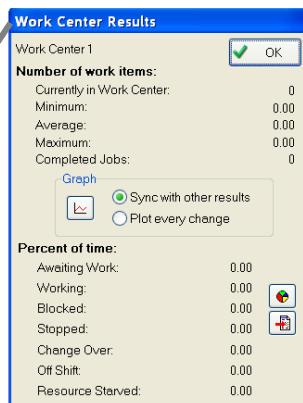 Work Center Results
Work Center 1
OK
Number of work items:
Currently in Work Center: 0
Minimum: 0.00
Average: 0.00
Maximum: 0.00
Completed Jobs: 0
Graph
Sync with other results
Plot every change
Percent of time:
Awaiting Work: 0.00
Working: 0.00
Blocked: 0.00
Stopped: 0.00
Change Over: 0.00
Off Shift: 0.00
Resource Starved: 0.00